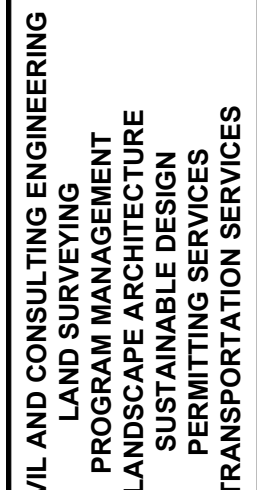 VIL AND CONSULTING ENGINEERING
LAND SURVEYING
PROGRAM MANAGEMENT
LANDSCAPE ARCHITECTURE
SUSTAINABLE DESIGN
PERMITTING SERVICES
TRANSPORTATION SERVICES